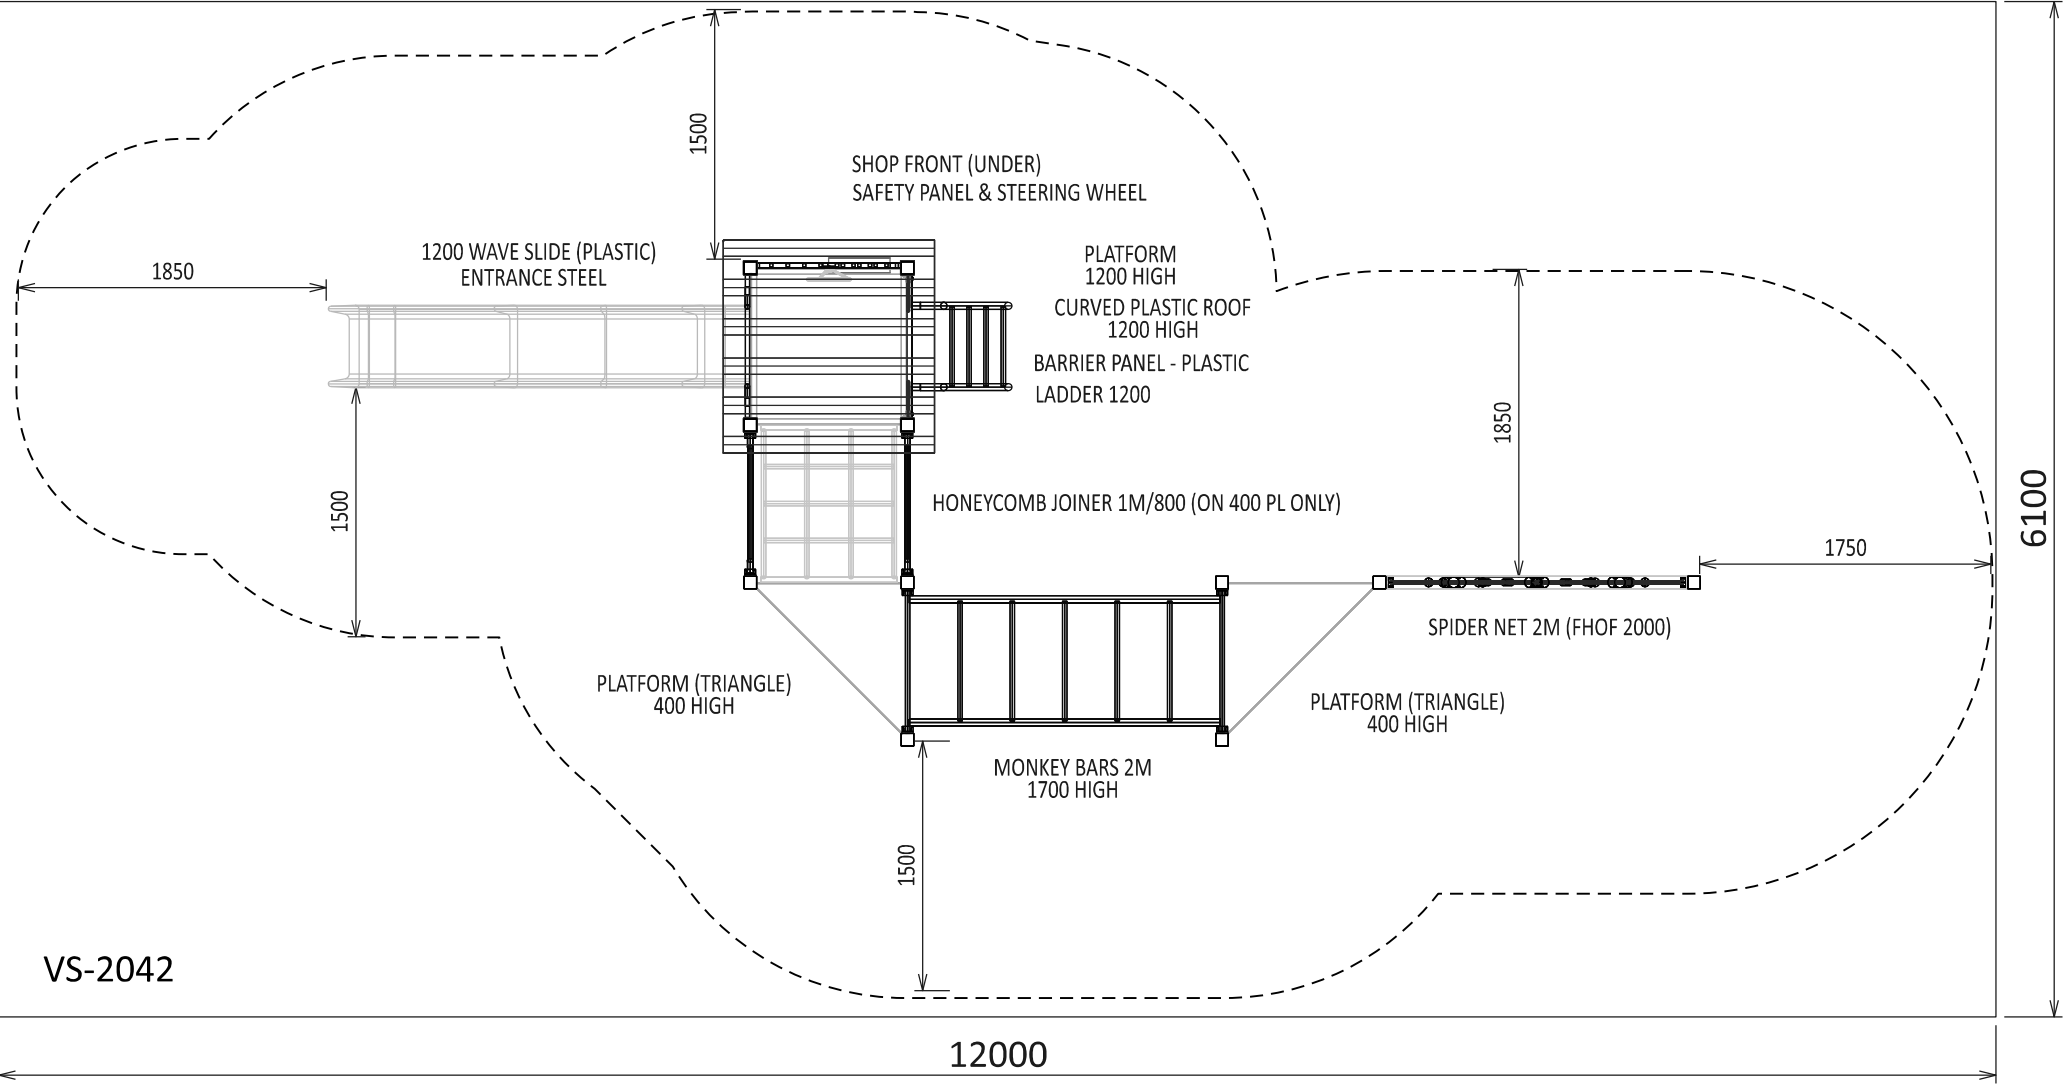 1500
SHOP FRONT (UNDER)
SAFETY PANEL & STEERING WHEEL
1200 WAVE SLIDE (PLASTIC)
ENTRANCE STEEL
1850
PLATFORM
1200 HIGH
CURVED PLASTIC ROOF
1200 HIGH
BARRIER PANEL - PLASTIC
LADDER 1200
1850
1500
HONEYCOMB JOINER 1M/800 (ON 400 PL ONLY)
6100
1750
SPIDER NET 2M (FHOF 2000)
PLATFORM (TRIANGLE)
400 HIGH
PLATFORM (TRIANGLE)
400 HIGH
MONKEY BARS 2M
1700 HIGH
1500
VS-2042
12000